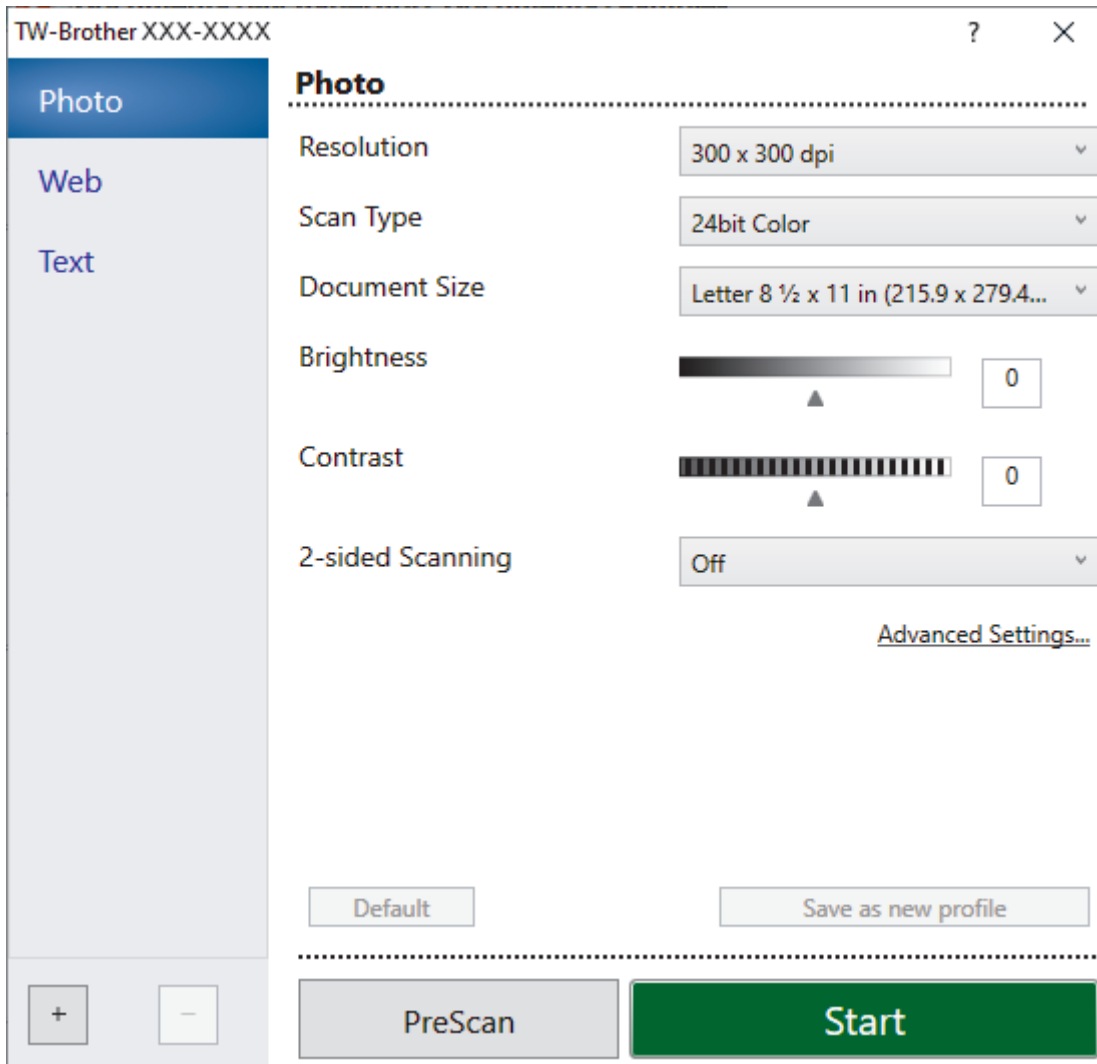 TW-Brother XXX-XXXX
?
Photo
Web
Text
Photo
Resolution
300 x 300 dpi
Scan Type
24bit Color
Document Size
Letter 8 ½ x 11 in (215.9 x 279.4...
Brightness
0
Contrast
0
2-sided Scanning
Off
Advanced Settings...
Default
Save as new profile
+
−
PreScan
Start